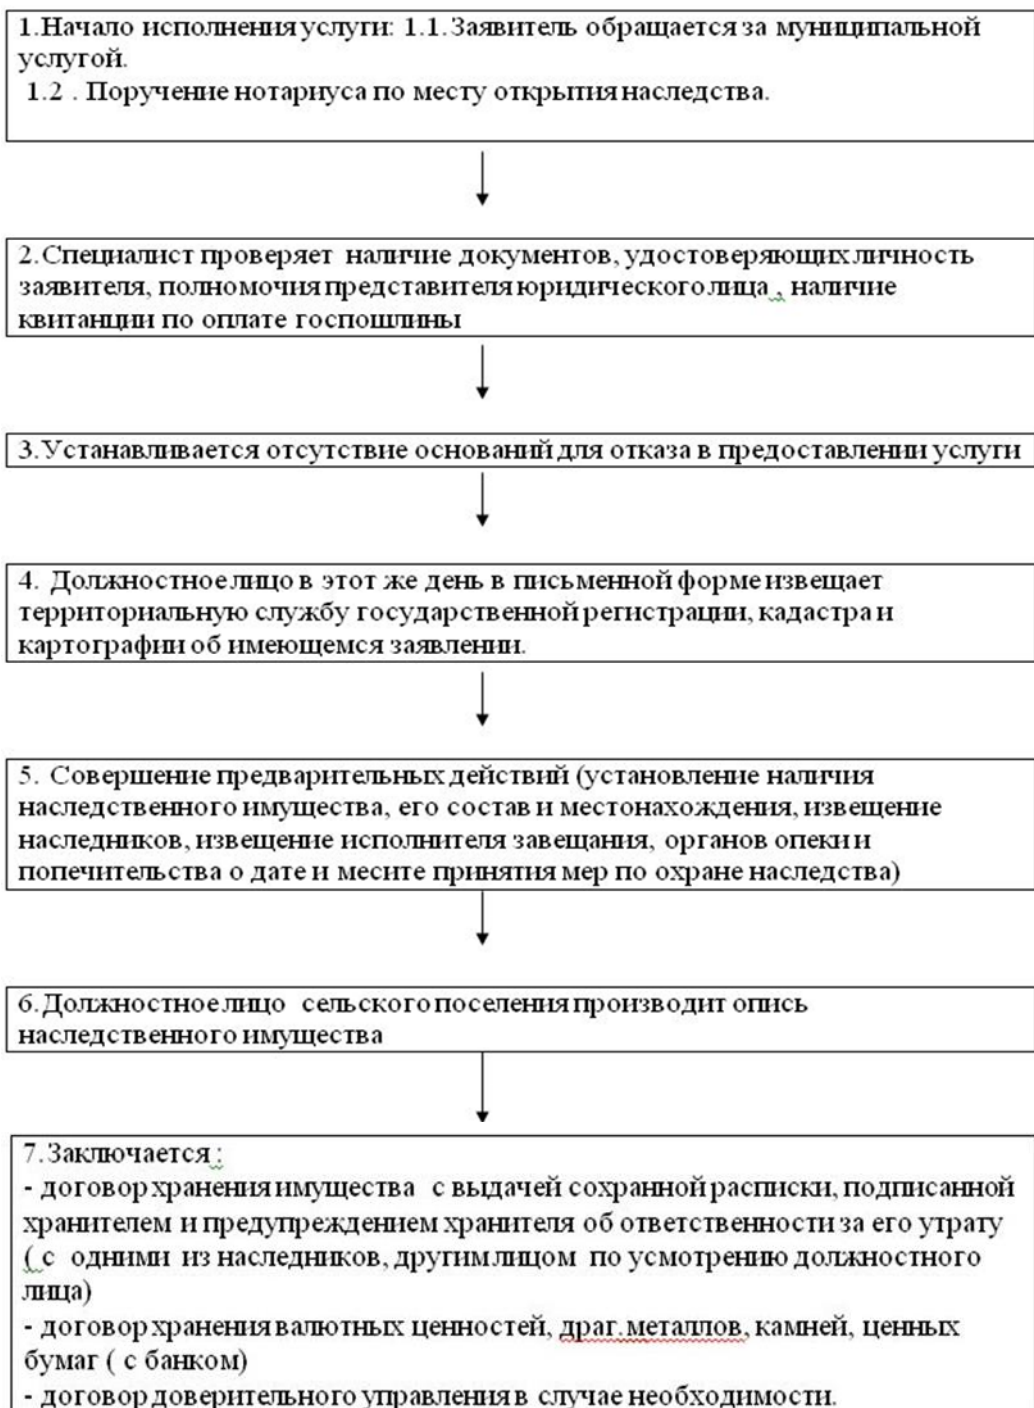 1.Начало исполнения услуги: 1.1.Заявитель обращается за муниципальной
услугой.
1.2 . Поручение нотариуса по месту открытия наследства.
2.Специалист проверяет наличие документов, удостоверяющих личность
заявителя, полномочия представителя юридического лица , наличие
квитанции по оплате госпошлины
3.Устанавливается отсутствие оснований для отказа в предоставлении услуги
4. Должностное лицо в этот же день в письменной форме извещает
территориальную службу государственной регистрации, кадастра и
картографии об имеющемся заявлении.
5. Совершение предварительных действий (установление наличия
наследственного имущества, его состав и местонахождения, извещение
наследников, извещение исполнителя завещания, органов опеки и
попечительства о дате и месите принятия мер по охране наследства)
6.Должностное лицо сельского поселения производит опись
наследственного имущества
7.Заключается :
- договор хранения имущества с выдачей сохранной расписки, подписанной
хранителем и предупреждением хранителя об ответственности за его утрату
( с одними из наследников, другим лицом по усмотрению должностного
лица)
- договор хранения валютных ценностей, драг.металлов, камней, ценных
бумаг ( с банком)
- договор доверительного управления в случае необходимости.